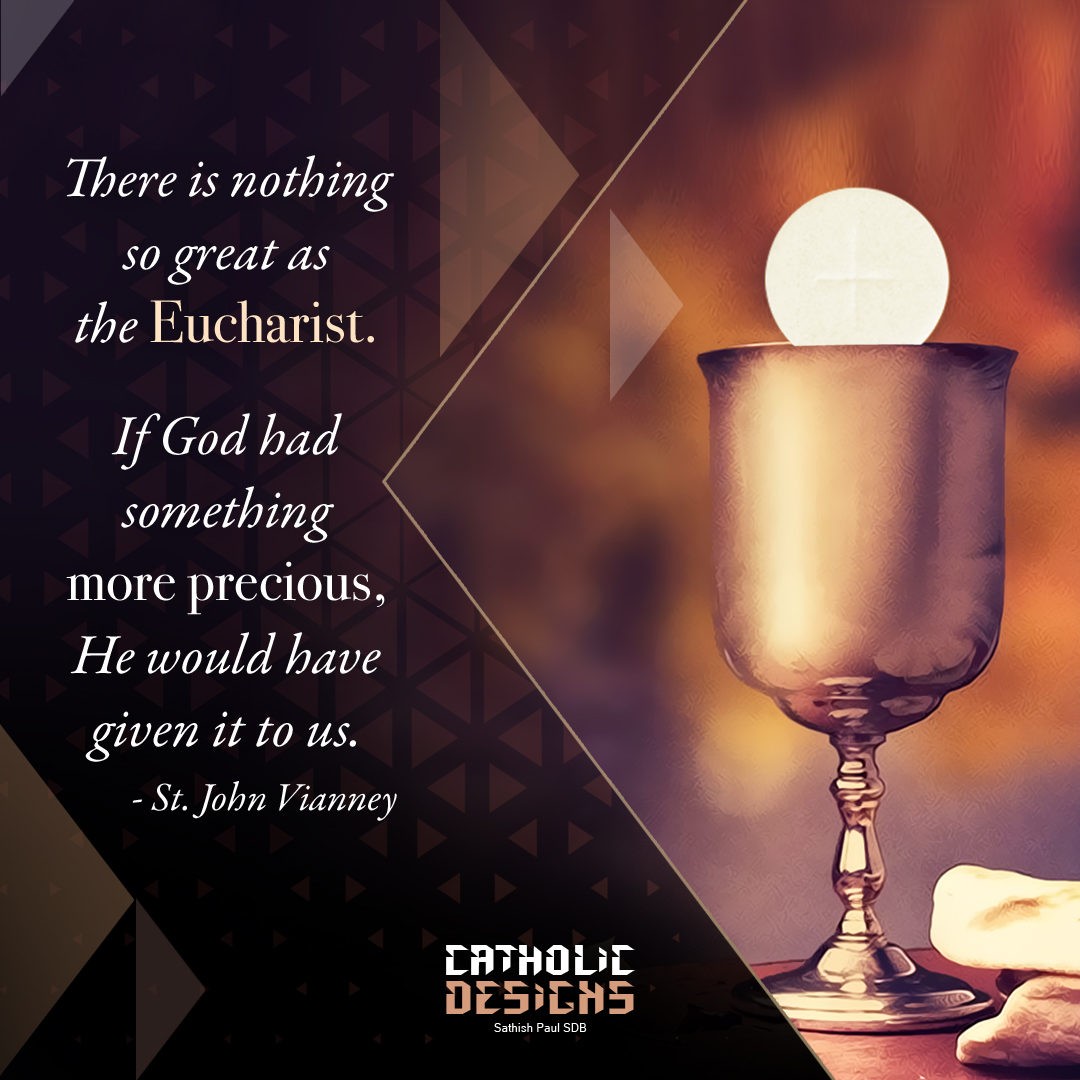 There is nothing
so great as
the Eucharist.
If God had
something
more precious,
He would have
given it to us.
- St. John Vianney
CATHOLIC
DESIGNS
Sathish Paul SDB